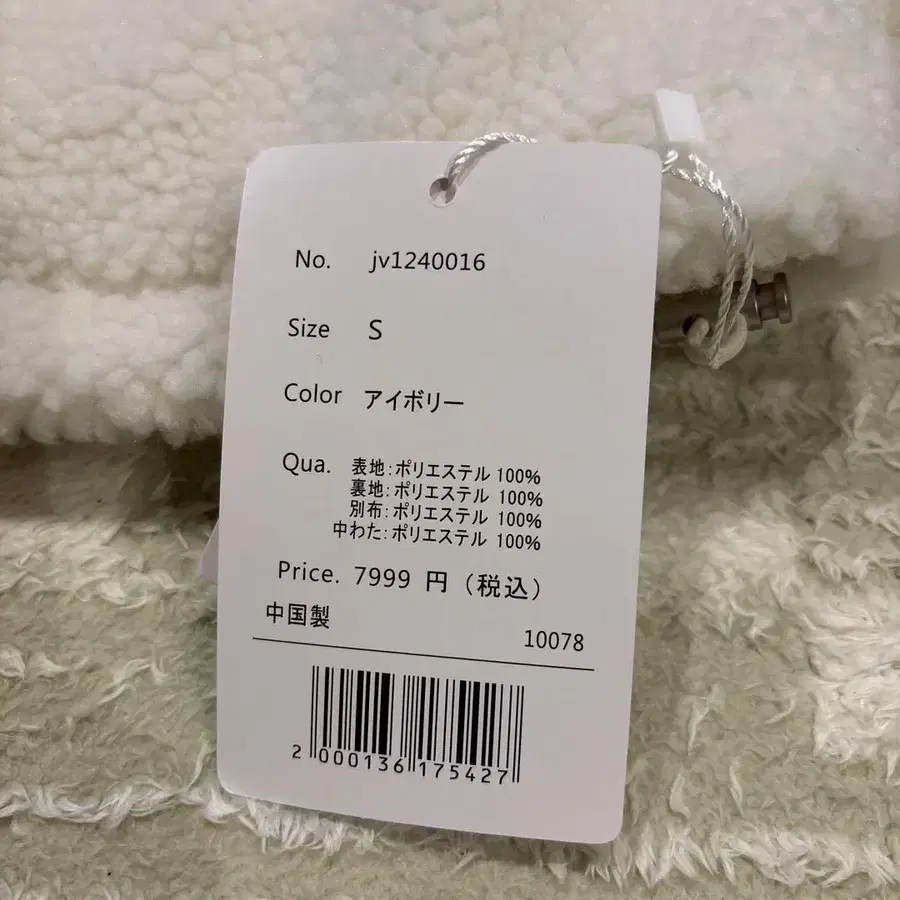 No. jv1240016
Size S
Color アイボリー
Qua. 表地:ポリエステル 100%
裏地:ポリエステル 100%
別布:ポリエステル 100%
中わた:ポリエステル 100%
Price. 7999 円（税込）
中国製
10078
2 000136 175427